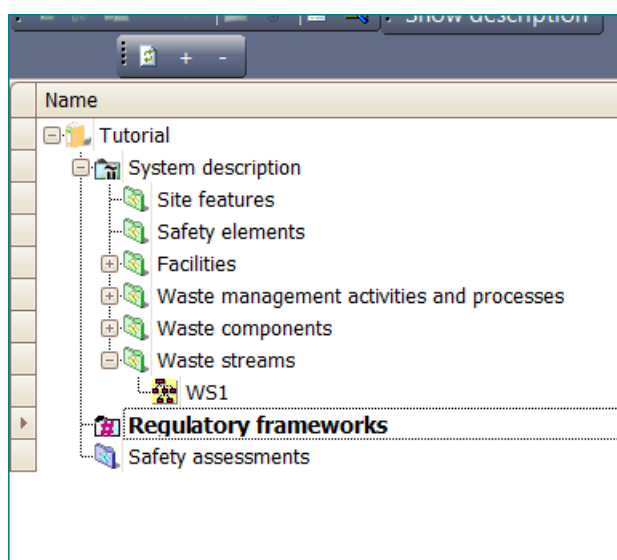 Show description
+ -
Name
Tutorial
System description
Site features
Safety elements
Facilities
Waste management activities and processes
Waste components
Waste streams
WS1
Regulatory frameworks
Safety assessments